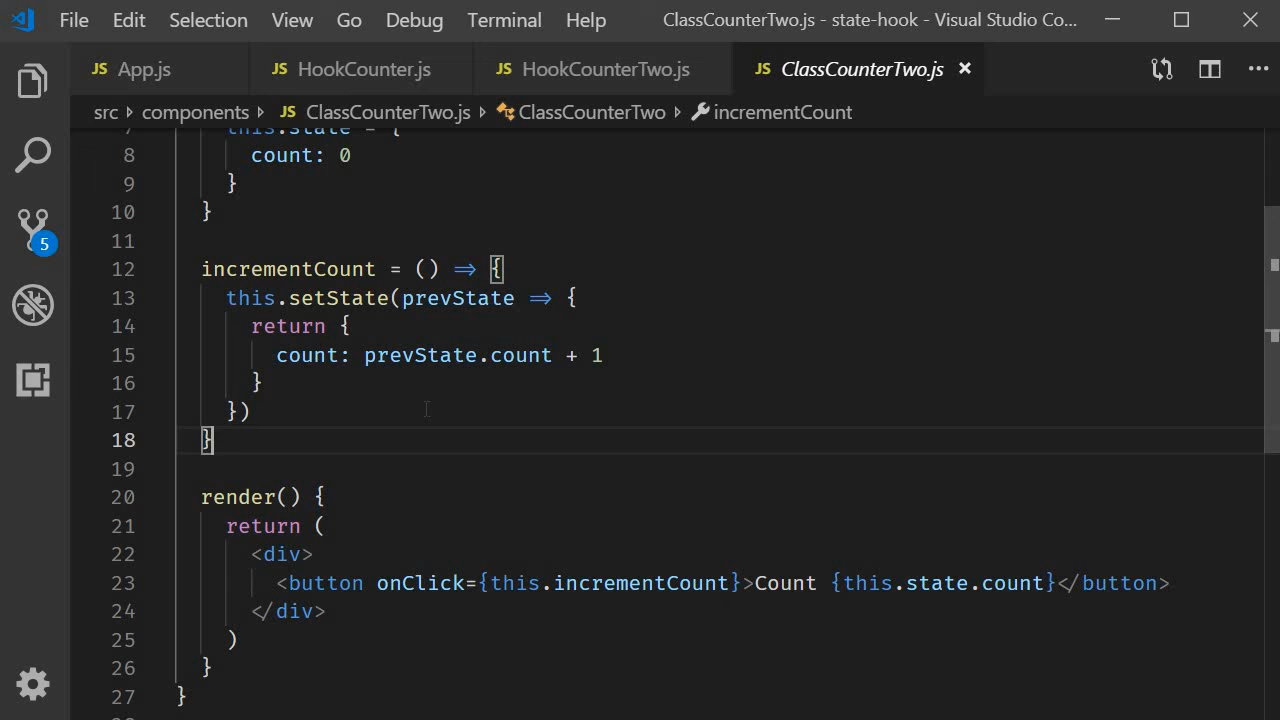 File Edit Selection View Go Debug Terminal Help ClassCounterTwo.js - state-hook - Visual Studio Co...
JS App.js JS HookCounter.js JS HookCounterTwo.js JS ClassCounterTwo.js
src > components > JS ClassCounterTwo.js > ClassCounterTwo > incrementCount
7 this.state = {
8 count: 0
9 }
10 }
11
12 incrementCount = () => {
13 this.setState(prevState => {
14 return {
15 count: prevState.count + 1
16 }
17 })
18 }
19
20 render() {
21 return (
22 <div>
23 <button onClick={this.incrementCount}>Count {this.state.count}</button>
24 </div>
25 )
26 }
27 }
5